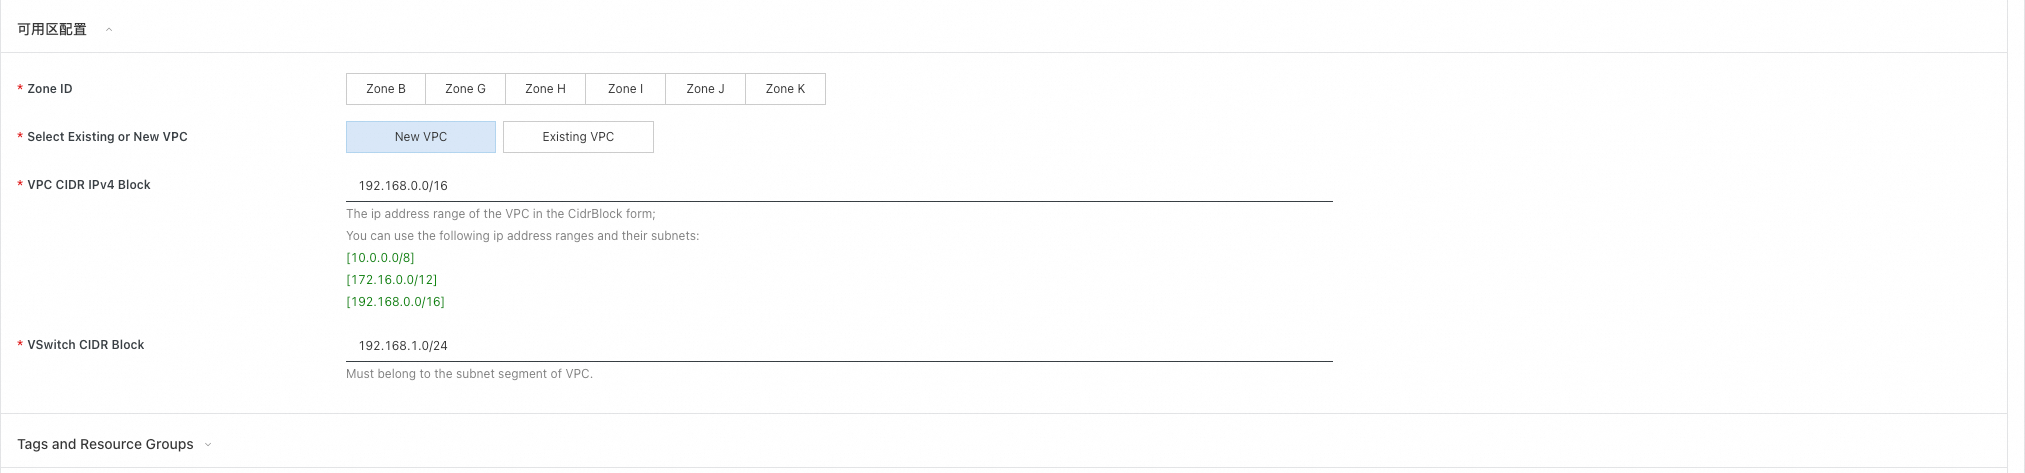 可用区配置
* Zone ID
Zone B Zone G Zone H Zone I Zone J Zone K
* Select Existing or New VPC
New VPC Existing VPC
* VPC CIDR IPv4 Block
192.168.0.0/16
The ip address range of the VPC in the CidrBlock form;
You can use the following ip address ranges and their subnets:
[10.0.0.0/8]
[172.16.0.0/12]
[192.168.0.0/16]
* VSwitch CIDR Block
192.168.1.0/24
Must belong to the subnet segment of VPC.
Tags and Resource Groups